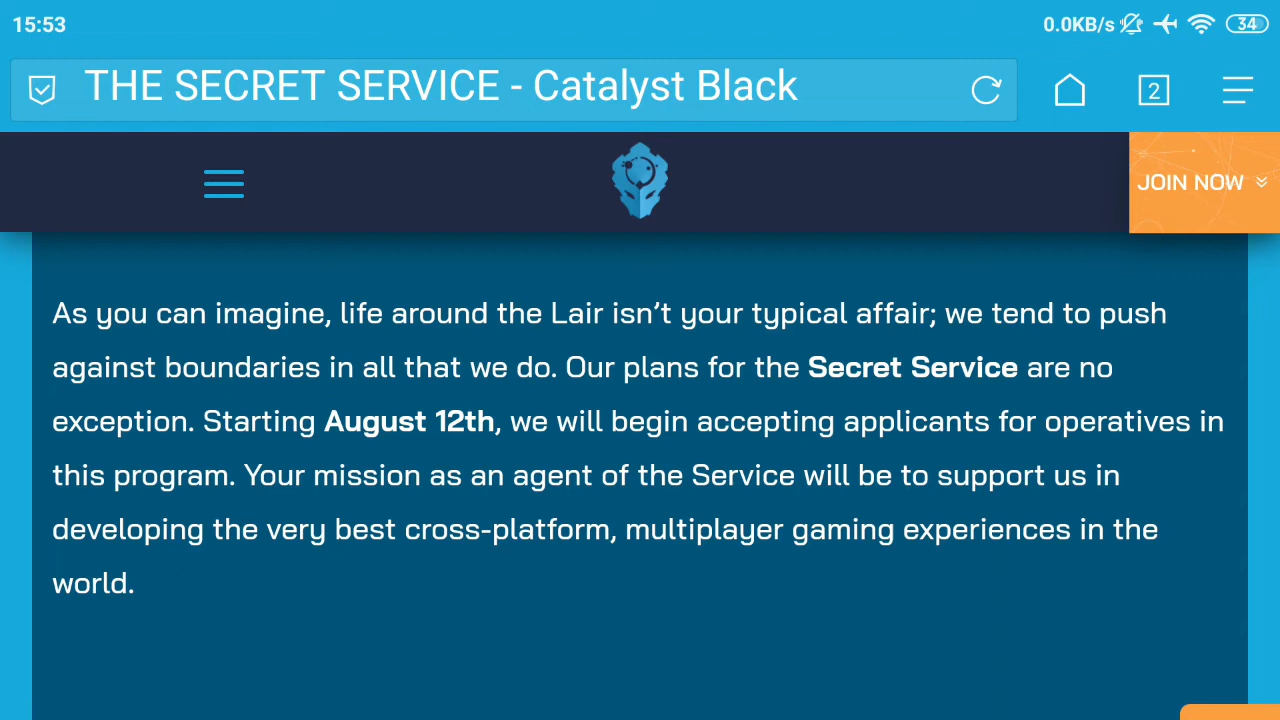 15:53
0.0KB/s
34
THE SECRET SERVICE - Catalyst Black
2
JOIN NOW
As you can imagine, life around the Lair isn’t your typical affair; we tend to push
against boundaries in all that we do. Our plans for the Secret Service are no
exception. Starting August 12th, we will begin accepting applicants for operatives in
this program. Your mission as an agent of the Service will be to support us in
developing the very best cross-platform, multiplayer gaming experiences in the
world.